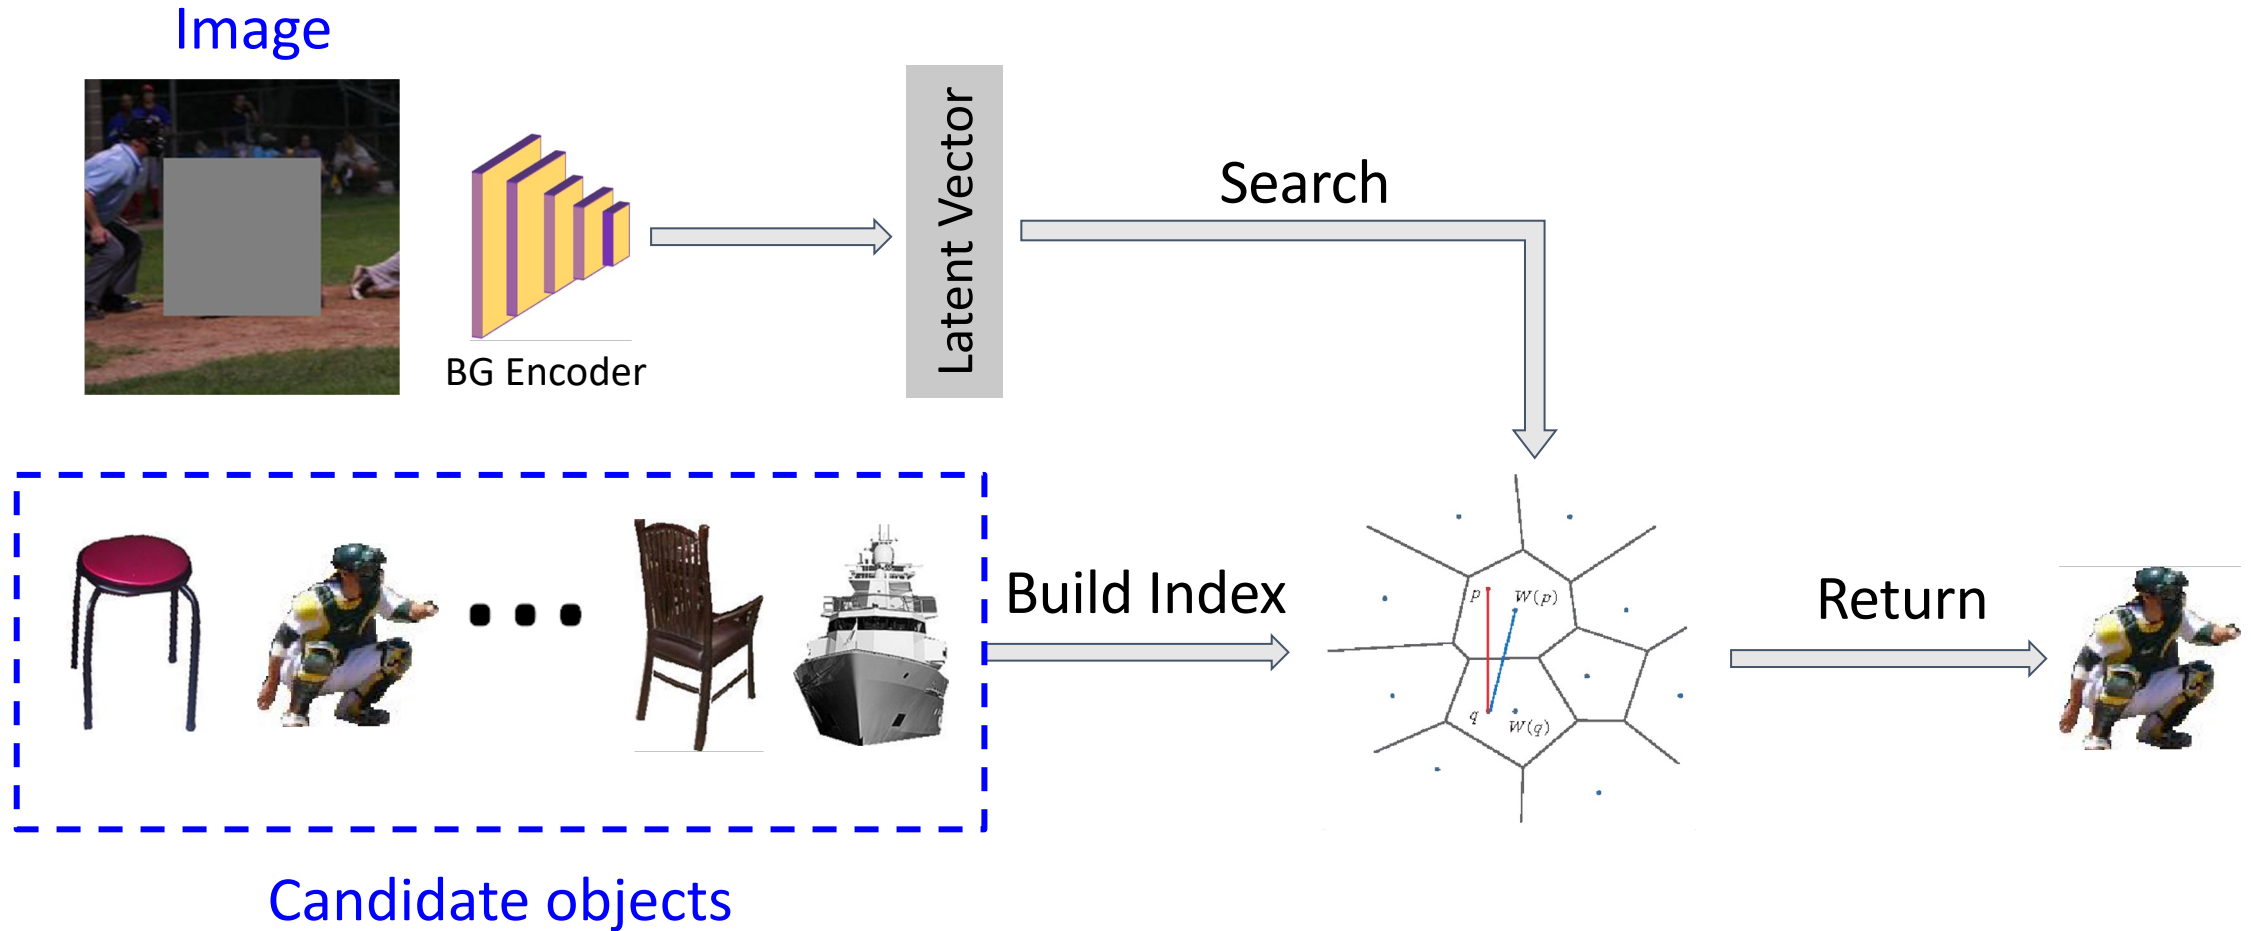 Image
BG Encoder
Latent Vector
Search
Candidate objects
Build Index
p
W(p)
q
W(q)
Return